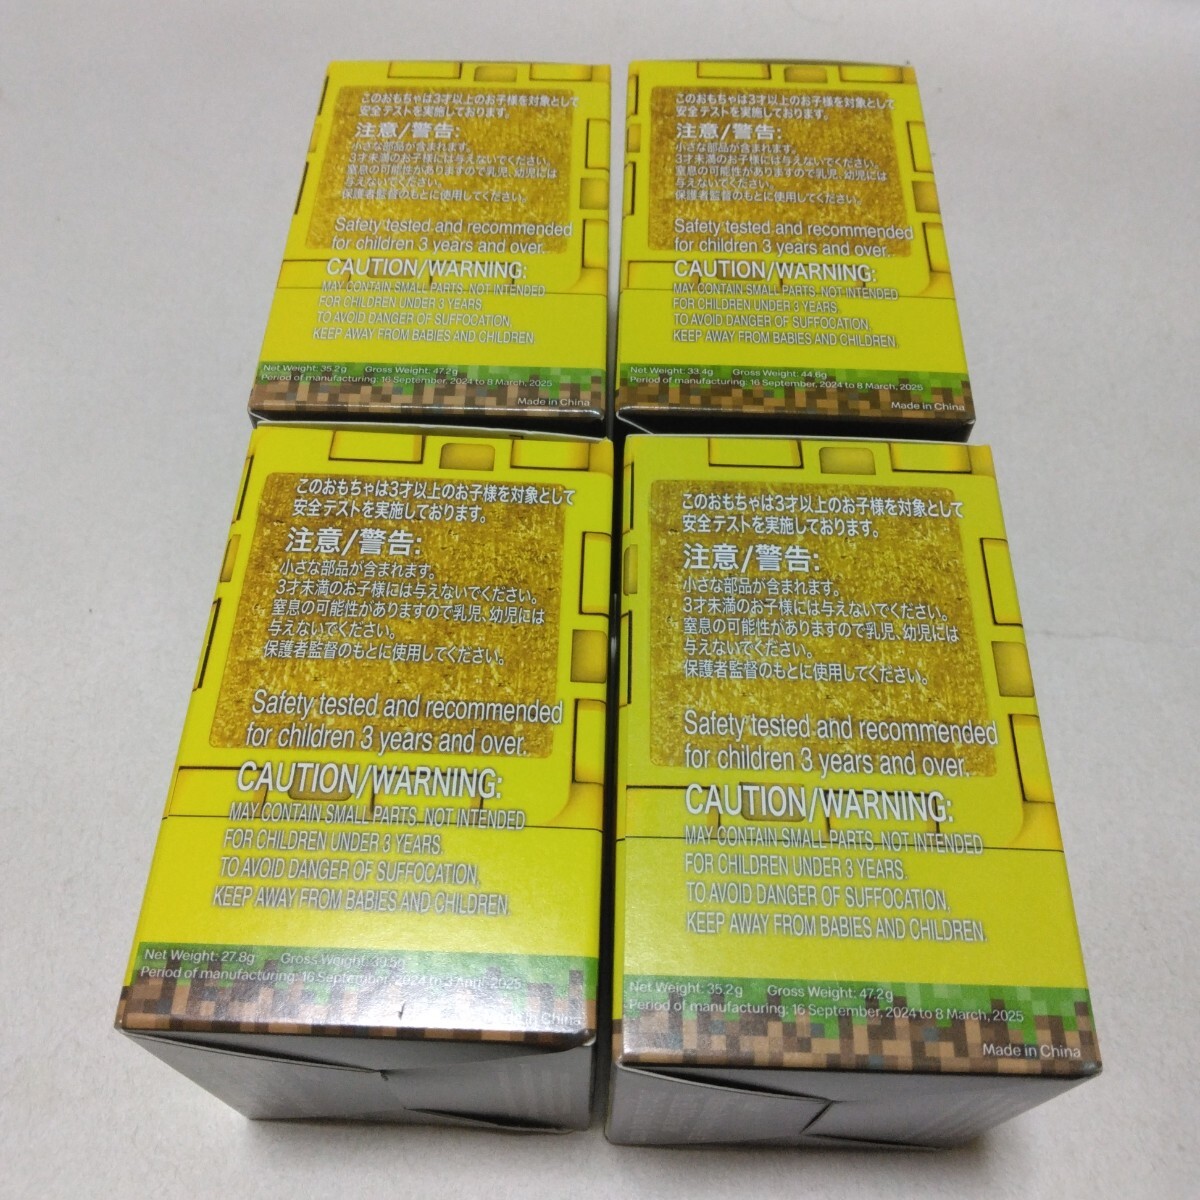 このおもちゃは3才以上のお子様を対象として
安全テストを実施しております。
注意/警告:
小さな部品が含まれます。
3才未満のお子様には与えないでください。
窒息の可能性がありますので乳児、幼児には
与えないでください。
保護者監督のもとに使用してください。
Safety tested and recommended
for children 3 years and over.
CAUTION/WARNING:
MAY CONTAIN SMALL PARTS. NOT INTENDED
FOR CHILDREN UNDER 3 YEARS.
TO AVOID DANGER OF SUFFOCATION,
KEEP AWAY FROM BABIES AND CHILDREN.
Net Weight: 35.2g Gross Weight: 47.2g
Period of manufacturing: 16 September, 2024 to 8 March, 2025
Made in China
このおもちゃは3才以上のお子様を対象として
安全テストを実施しております。
注意/警告:
小さな部品が含まれます。
3才未満のお子様には与えないでください。
窒息の可能性がありますので乳児、幼児には
与えないでください。
保護者監督のもとに使用してください。
Safety tested and recommended
for children 3 years and over.
CAUTION/WARNING:
MAY CONTAIN SMALL PARTS. NOT INTENDED
FOR CHILDREN UNDER 3 YEARS.
TO AVOID DANGER OF SUFFOCATION,
KEEP AWAY FROM BABIES AND CHILDREN.
Net Weight: 33.4g Gross Weight: 44.6g
Period of manufacturing: 16 September, 2024 to 8 March, 2025
Made in China
このおもちゃは3才以上のお子様を対象として
安全テストを実施しております。
注意/警告:
小さな部品が含まれます。
3才未満のお子様には与えないでください。
窒息の可能性がありますので乳児、幼児には
与えないでください。
保護者監督のもとに使用してください。
Safety tested and recommended
for children 3 years and over.
CAUTION/WARNING:
MAY CONTAIN SMALL PARTS. NOT INTENDED
FOR CHILDREN UNDER 3 YEARS.
TO AVOID DANGER OF SUFFOCATION,
KEEP AWAY FROM BABIES AND CHILDREN.
Net Weight: 27.8g Gross Weight: 39.5g
Period of manufacturing: 16 September, 2024 to April, 2025
Made in China
このおもちゃは3才以上のお子様を対象として
安全テストを実施しております。
注意/警告:
小さな部品が含まれます。
3才未満のお子様には与えないでください。
窒息の可能性がありますので乳児、幼児には
与えないでください。
保護者監督のもとに使用してください。
Safety tested and recommended
for children 3 years and over.
CAUTION/WARNING:
MAY CONTAIN SMALL PARTS. NOT INTENDED
FOR CHILDREN UNDER 3 YEARS.
TO AVOID DANGER OF SUFFOCATION,
KEEP AWAY FROM BABIES AND CHILDREN.
Net Weight: 35.2g Gross Weight: 47.2g
Period of manufacturing: 16 September, 2024 to 8 March, 2025
Made in China